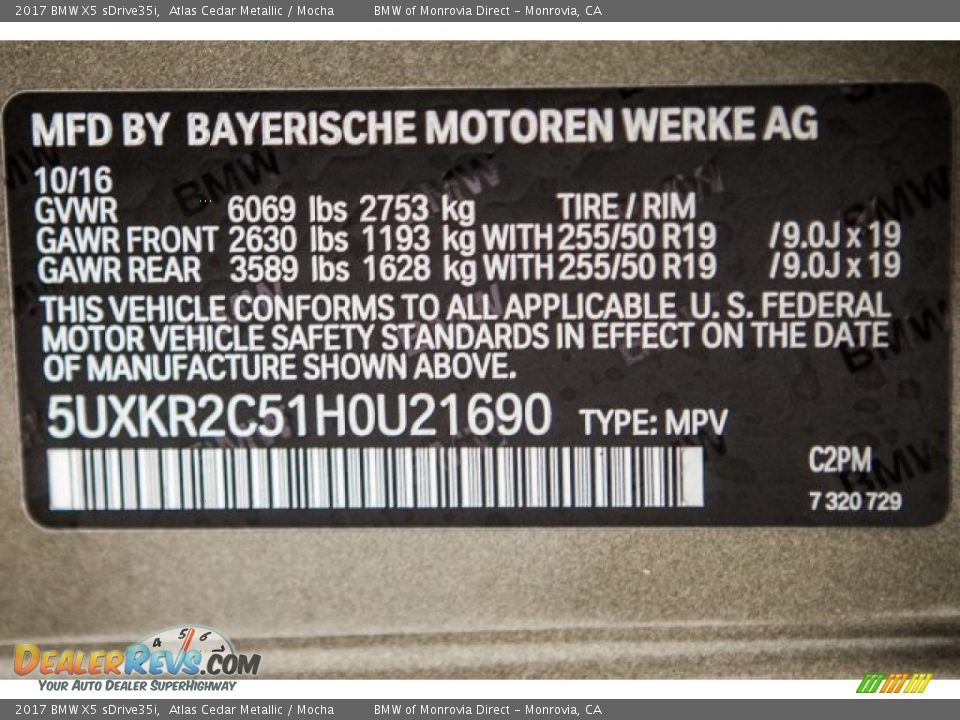 2017 BMW X5 sDrive35i, Atlas Cedar Metallic / Mocha BMW of Monrovia Direct - Monrovia, CA
MFD BY BAYERISCHE MOTOREN WERKE AG
10/16
GVWR 6069 lbs 2753 kg TIRE / RIM
GAWR FRONT 2630 lbs 1193 kg WITH 255/50 R19 /9.0J x 19
GAWR REAR 3589 lbs 1628 kg WITH 255/50 R19 /9.0J x 19
THIS VEHICLE CONFORMS TO ALL APPLICABLE U. S. FEDERAL
MOTOR VEHICLE SAFETY STANDARDS IN EFFECT ON THE DATE
OF MANUFACTURE SHOWN ABOVE.
5UXKR2C51H0U21690 TYPE: MPV
C2PM
7 320 729
4 5 6
DEALERREVS.COM
YOUR AUTO DEALER SUPERHIGHWAY
2017 BMW X5 sDrive35i, Atlas Cedar Metallic / Mocha BMW of Monrovia Direct - Monrovia, CA